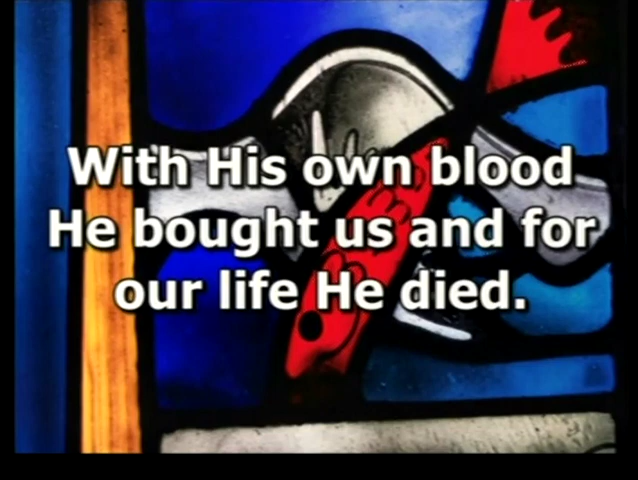 With His own blood
He bought us and for
our life He died.